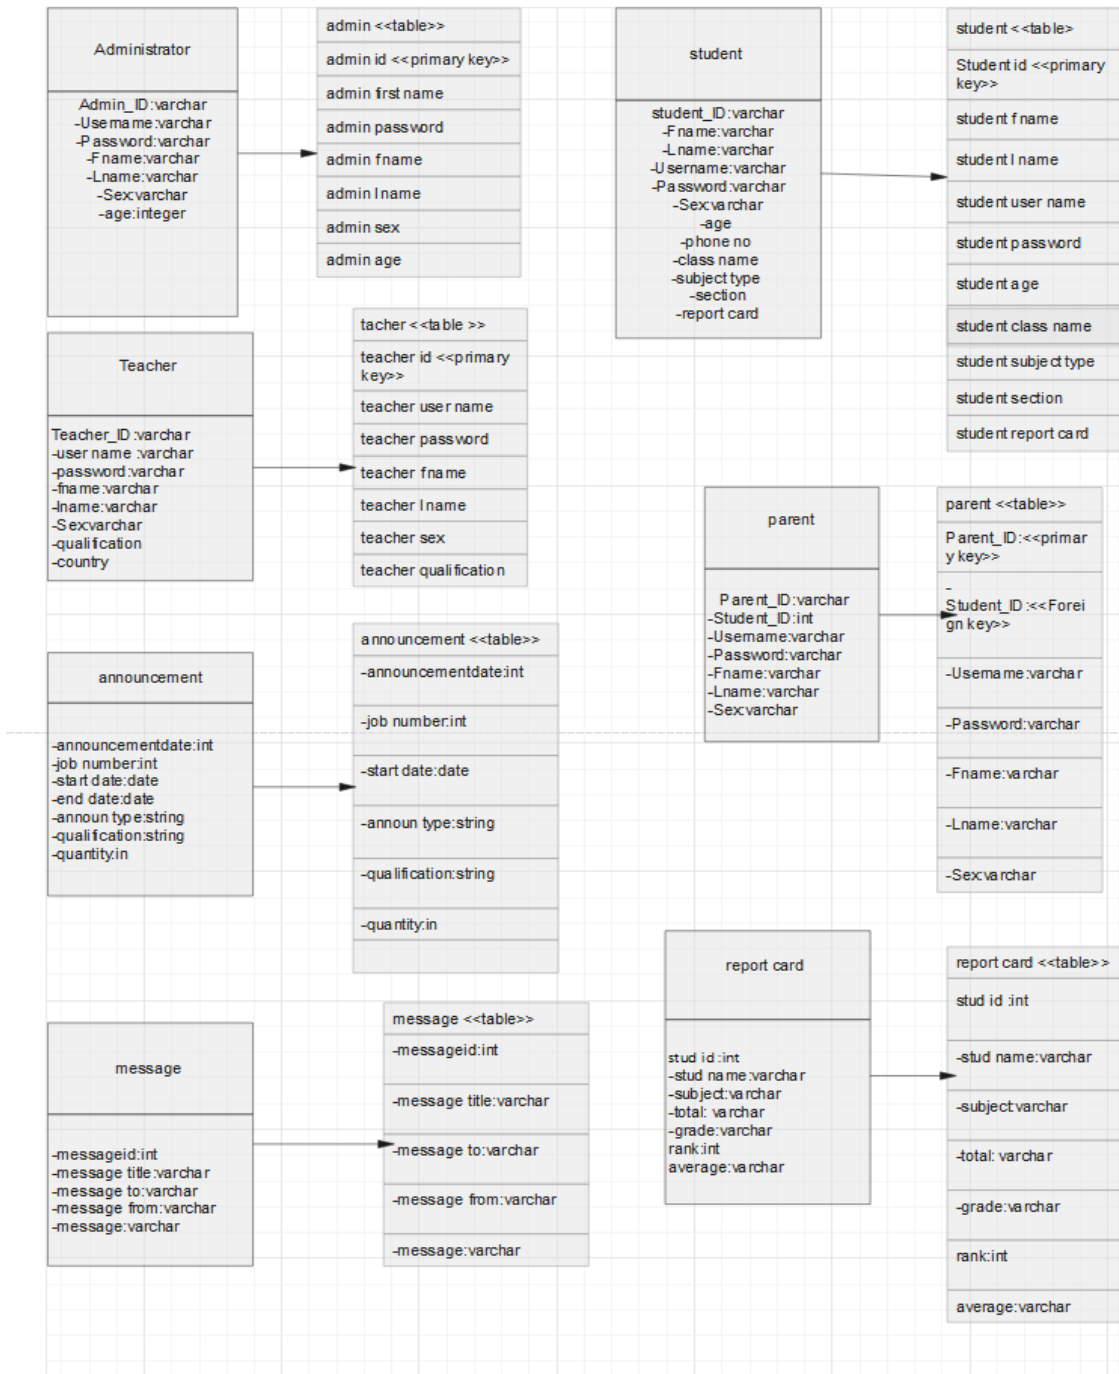 Administrator
Admin_ID:varchar
-Username:varchar
-Password:varchar
-Fname:varchar
-Lname:varchar
-Sex:varchar
-age:integer
admin <<table>>
admin id <<primary key>>
admin first name
admin password
admin fname
admin lname
admin sex
admin age
student
student_ID:varchar
-Fname:varchar
-Lname:varchar
-Username:varchar
-Password:varchar
-Sex:varchar
-age
-phone no
-class name
-subject type
-section
-report card
student <<table>
Student id <<primary
key>>
student f name
student l name
student user name
student password
student age
student class name
student subject type
student section
student report card
Teacher
Teacher_ID:varchar
-user name :varchar
-password:varchar
-fname:varchar
-lname:varchar
-Sex:varchar
-qualification
-country
tacher <<table >>
teacher id <<primary
key>>
teacher user name
teacher password
teacher fname
teacher lname
teacher sex
teacher qualification
parent
Parent_ID:varchar
-Student_ID:int
-Username:varchar
-Password:varchar
-Fname:varchar
-Lname:varchar
-Sex:varchar
parent <<table>>
Parent_ID:<<primar
y key>>
-
Student_ID:<<Forei
gn key>>
-Username:varchar
-Password:varchar
-Fname:varchar
-Lname:varchar
-Sex:varchar
announcement
-announcementdate:int
-job number:int
-start date:date
-end date:date
-announ type:string
-qualification:string
-quantity:in
announcement <<table>>
-announcementdate:int
-job number:int
-start date:date
-announ type:string
-qualification:string
-quantity:in
report card
stud id :int
-stud name:varchar
-subject:varchar
-total: varchar
-grade:varchar
rank:int
average:varchar
report card <<table>>
stud id :int
-stud name:varchar
-subject:varchar
-total: varchar
-grade:varchar
rank:int
average:varchar
message
-messageid:int
-message title:varchar
-message to:varchar
-message from:varchar
-message:varchar
message <<table>>
-messageid:int
-message title:varchar
-message to:varchar
-message from:varchar
-message:varchar